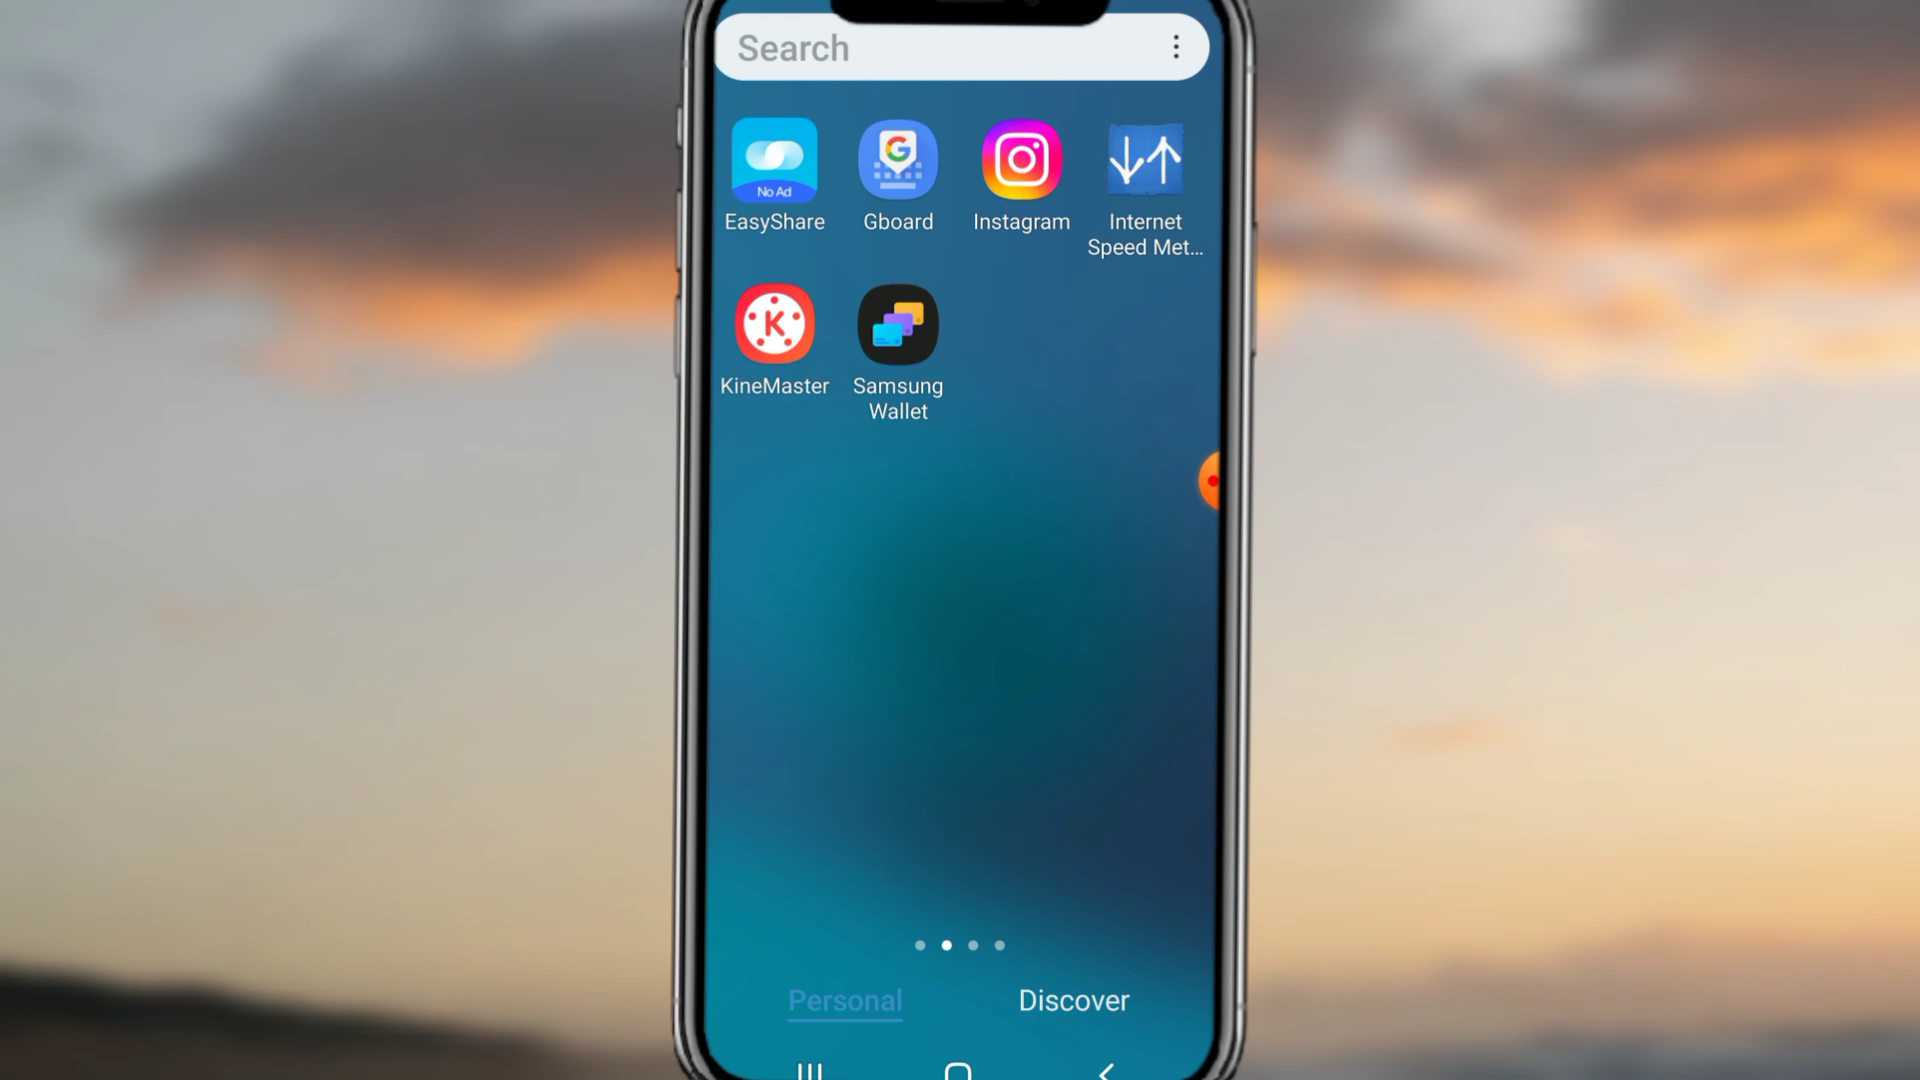 Search
No Ad
EasyShare
G
Gboard
Instagram
Internet
Speed Met...
K
KineMaster
Samsung
Wallet
Personal
Discover